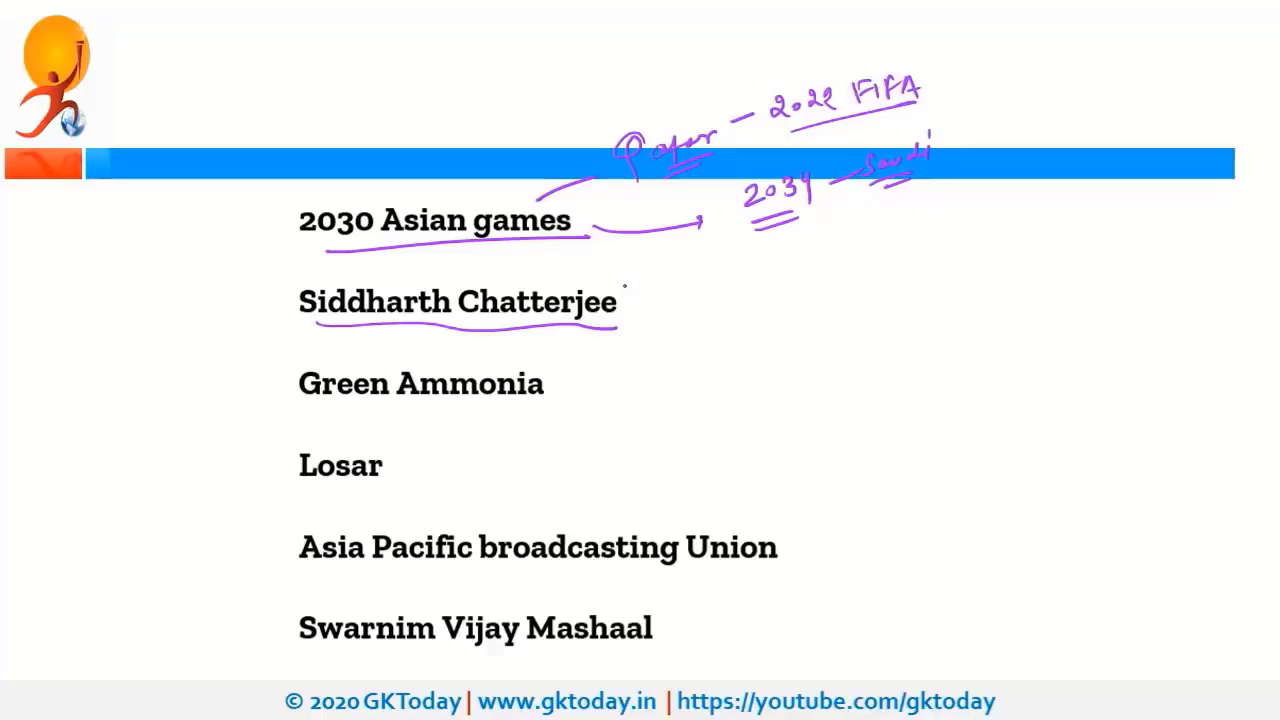 Qatar - 2022 FIFA
2034 - Saudi
2030 Asian games
Siddharth Chatterjee
Green Ammonia
Losar
Asia Pacific broadcasting Union
Swarnim Vijay Mashaal
© 2020 GKToday | www.gktoday.in | https://youtube.com/gktoday